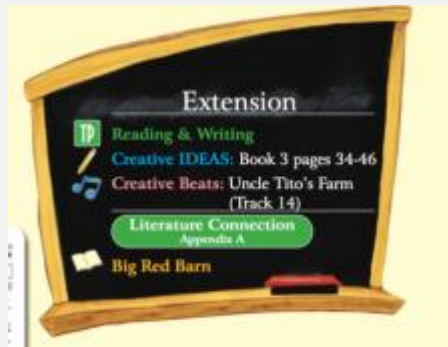 Extension
TP Reading & Writing
Creative IDEAS: Book 3 pages 34-46
Creative Beats: Uncle Tito's Farm
(Track 14)
Literature Connection
Appendix A
Big Red Barn